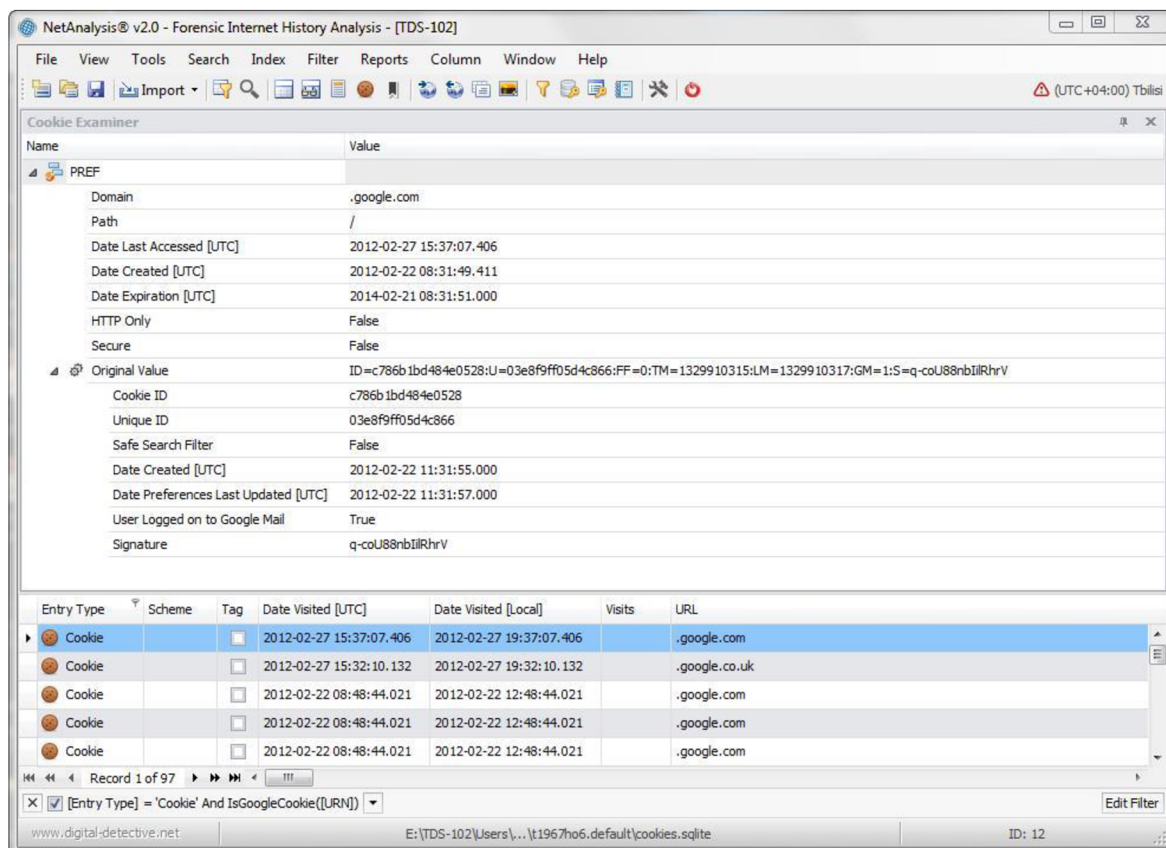 NetAnalysis® v2.0 - Forensic Internet History Analysis - [TDS-102]
File View Tools Search Index Filter Reports Column Window Help
Import (UTC+04:00) Tbilisi
Cookie Examiner
Name Value
PREF
Domain .google.com
Path /
Date Last Accessed [UTC] 2012-02-27 15:37:07.406
Date Created [UTC] 2012-02-22 08:31:49.411
Date Expiration [UTC] 2014-02-21 08:31:51.000
HTTP Only False
Secure False
Original Value ID=c786b1bd484e0528:U=03e8f9ff05d4c866:FF=0:TM=1329910315:LM=1329910317:GM=1:S=q-coU88nbIilRhrV
Cookie ID c786b1bd484e0528
Unique ID 03e8f9ff05d4c866
Safe Search Filter False
Date Created [UTC] 2012-02-22 11:31:55.000
Date Preferences Last Updated [UTC] 2012-02-22 11:31:57.000
User Logged on to Google Mail True
Signature q-coU88nbIilRhrV
Entry Type Scheme Tag Date Visited [UTC] Date Visited [Local] Visits URL
Cookie 2012-02-27 15:37:07.406 2012-02-27 19:37:07.406 .google.com
Cookie 2012-02-27 15:32:10.132 2012-02-27 19:32:10.132 .google.co.uk
Cookie 2012-02-22 08:48:44.021 2012-02-22 12:48:44.021 .google.com
Cookie 2012-02-22 08:48:44.021 2012-02-22 12:48:44.021 .google.com
Cookie 2012-02-22 08:48:44.021 2012-02-22 12:48:44.021 .google.com
Record 1 of 97
[Entry Type] = 'Cookie' And IsGoogleCookie([URN]) Edit Filter
www.digital-detective.net E:\TDS-102\Users\...\t1967ho6.default\cookies.sqlite ID: 12